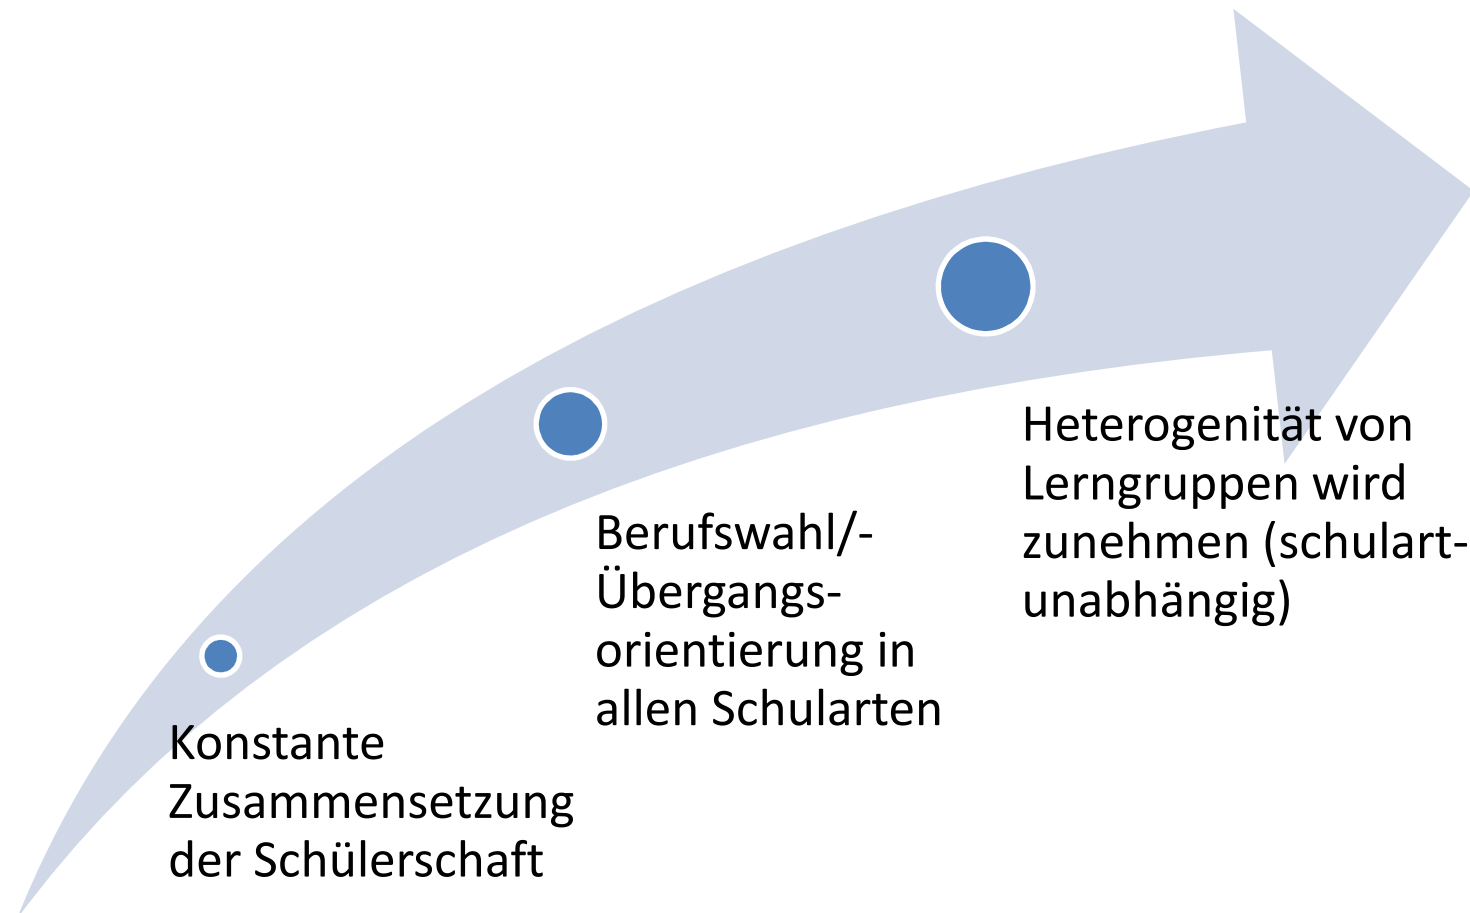 Konstante
Zusammensetzung
der Schülerschaft
Berufswahl/-
Übergangs-
orientierung in
allen Schularten
Heterogenität von
Lerngruppen wird
zunehmen (schulart-
unabhängig)